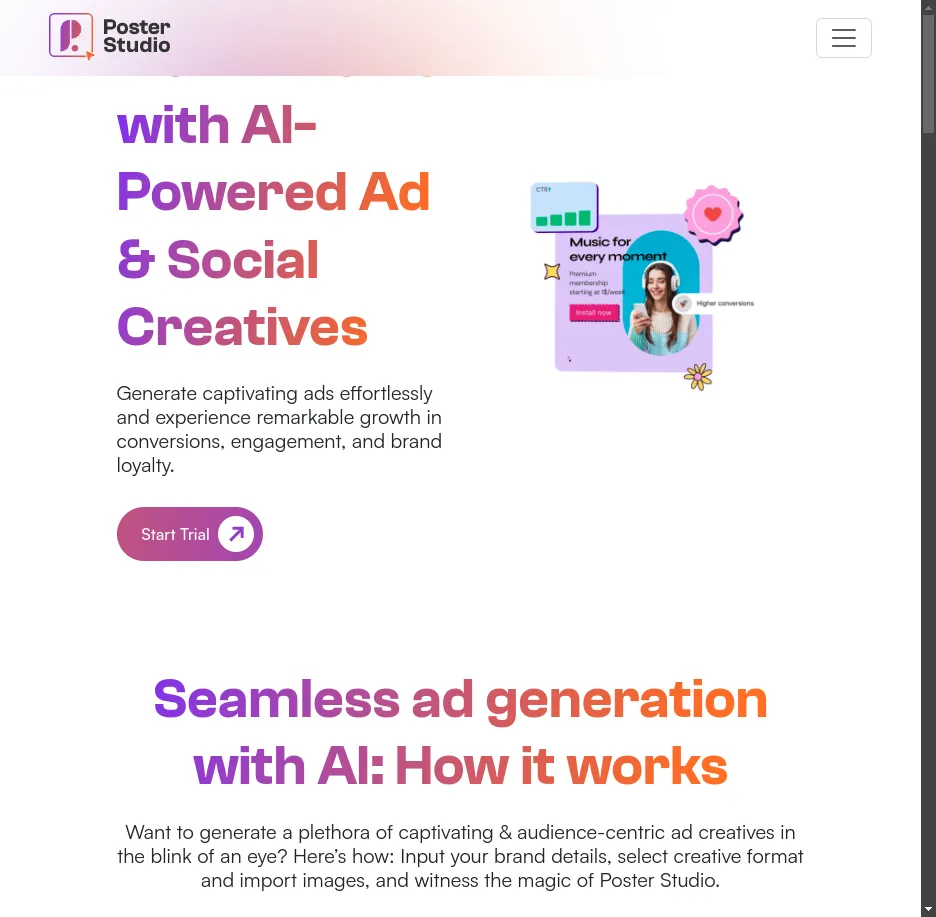 Poster
Studio
with AI-
Powered Ad
& Social
Creatives
Generate captivating ads effortlessly
and experience remarkable growth in
conversions, engagement, and brand
loyalty.
Start Trial
CTR↑
Music for
every moment
Premium
membership
starting at 1$/week
Install now
Higher conversions
Seamless ad generation
with AI: How it works
Want to generate a plethora of captivating & audience-centric ad creatives in
the blink of an eye? Here’s how: Input your brand details, select creative format
and import images, and witness the magic of Poster Studio.